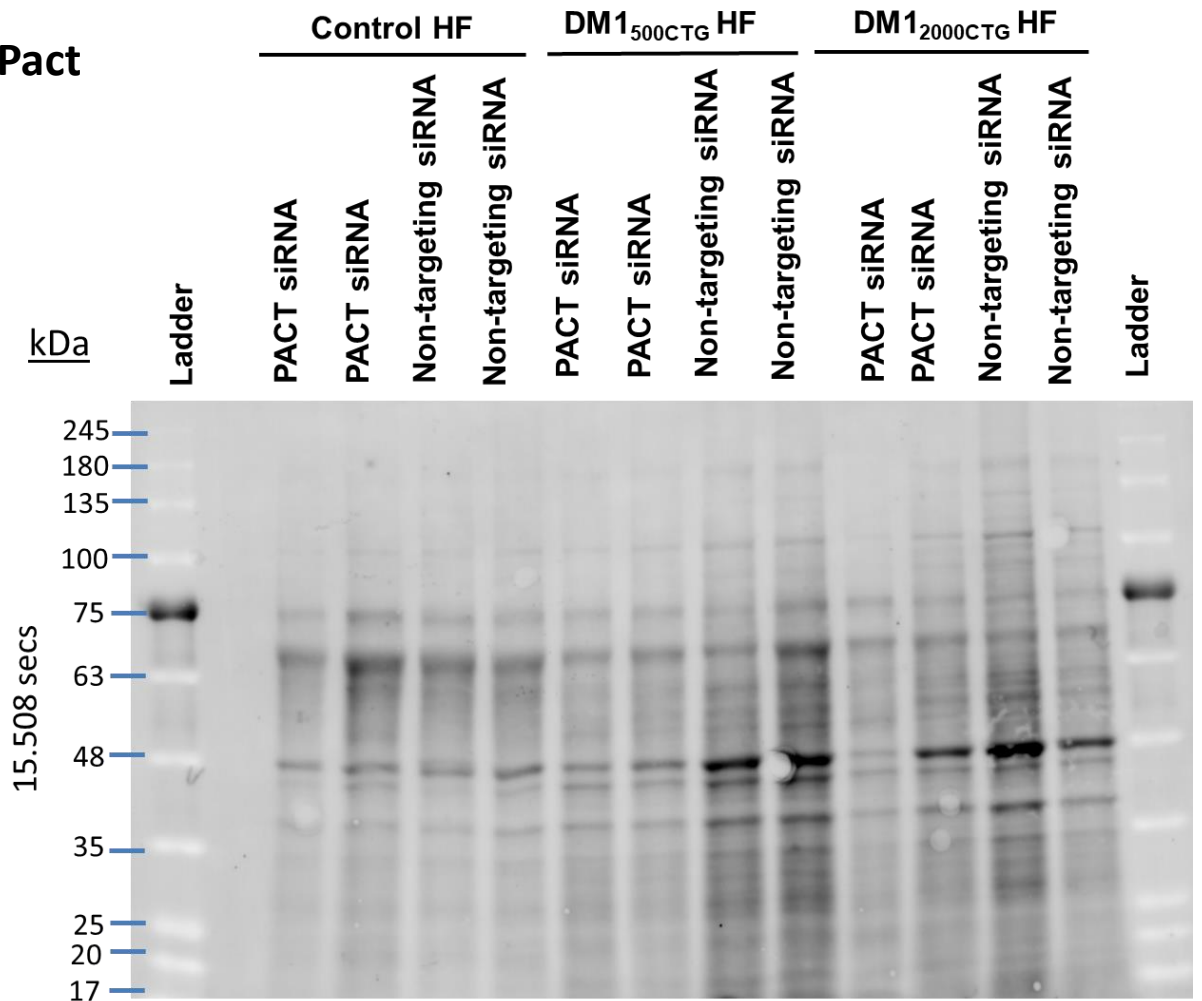 Pact
Control HF
DM1500CTG HF
DM12000CTG HF
Ladder
PACT siRNA
PACT siRNA
Non-targeting siRNA
Non-targeting siRNA
PACT siRNA
PACT siRNA
Non-targeting siRNA
Non-targeting siRNA
PACT siRNA
PACT siRNA
Non-targeting siRNA
Non-targeting siRNA
Ladder
kDa
245
180
135
100
75
63
48
35
25
20
17
15.508 secs